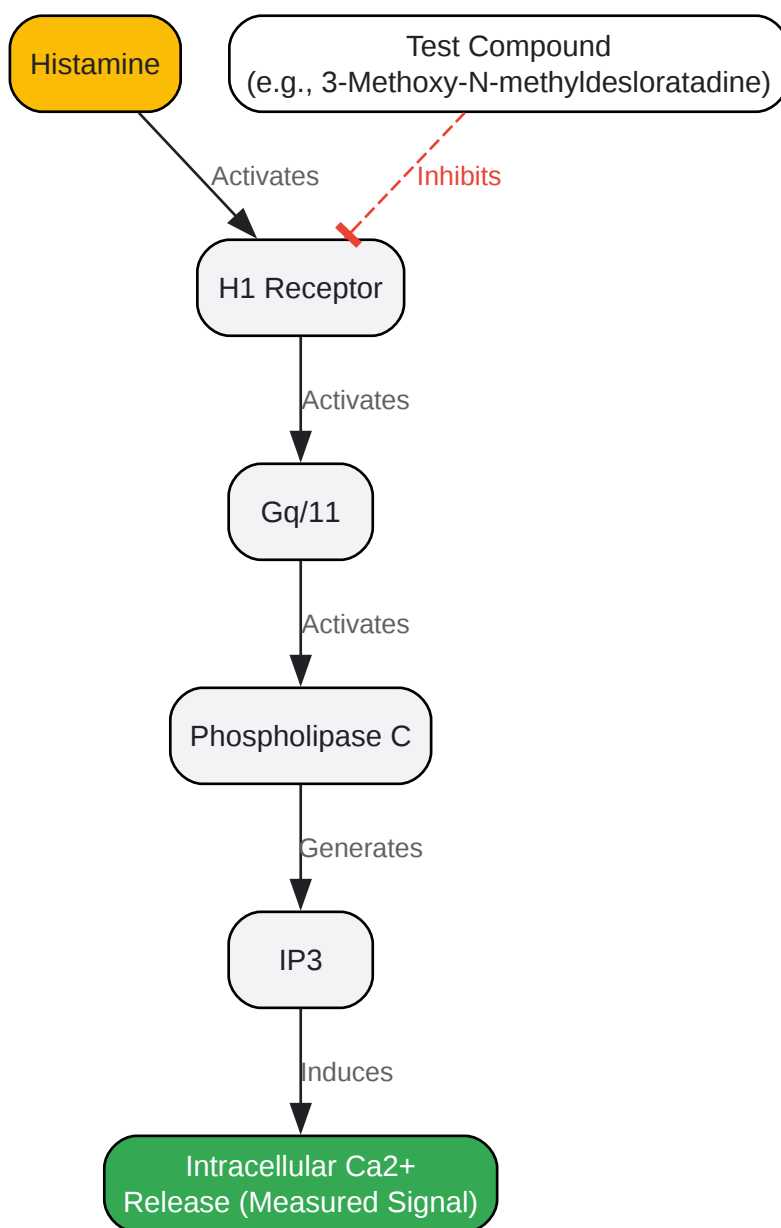 Histamine
Test Compound
(e.g., 3-Methoxy-N-methyldesloratadine)
Activates
Inhibits
H1 Receptor
Activates
Gq/11
Activates
Phospholipase C
Generates
IP3
Induces
Intracellular Ca2+
Release (Measured Signal)